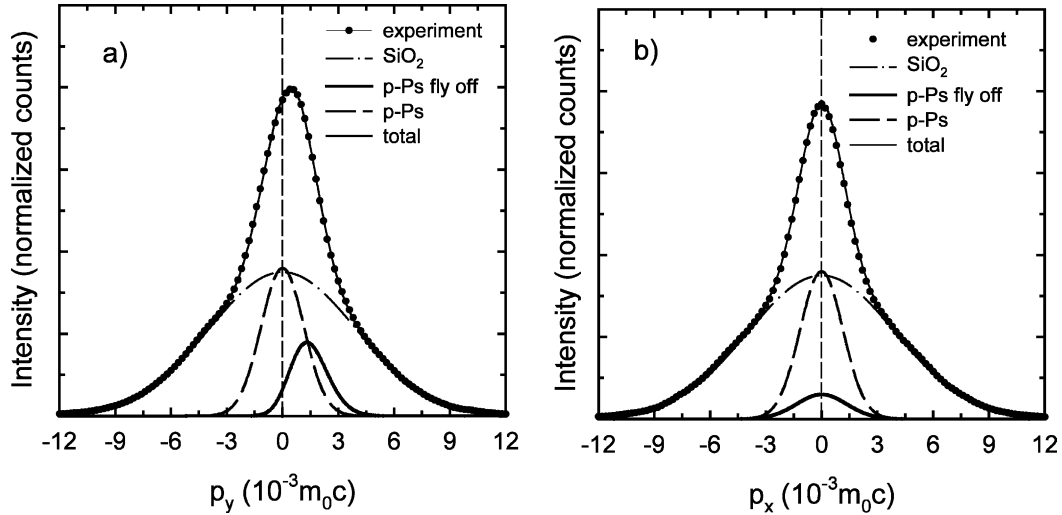 a)
experiment
SiO₂
p-Ps fly off
p-Ps
total
Intensity (normalized counts)
-12 -9 -6 -3 0 3 6 9 12
p_y (10⁻³m₀c)
b)
experiment
SiO₂
p-Ps fly off
p-Ps
total
Intensity (normalized counts)
-12 -9 -6 -3 0 3 6 9 12
p_x (10⁻³m₀c)